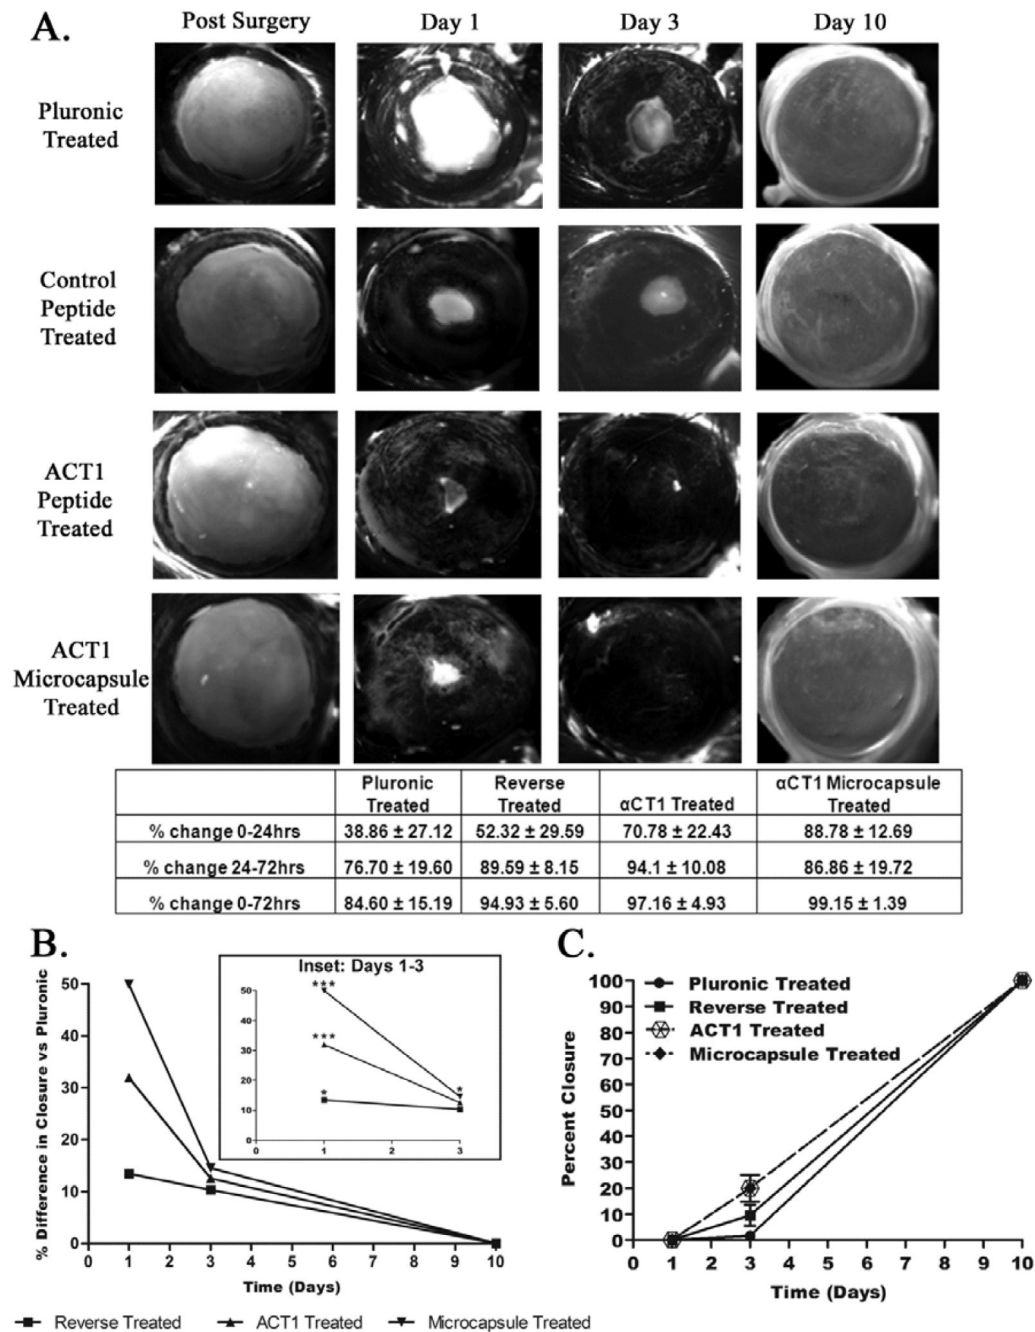 A.
Post Surgery Day 1 Day 3 Day 10
Pluronic
Treated
Control
Peptide
Treated
ACT1
Peptide
Treated
ACT1
Microcapsule
Treated
Pluronic Treated Reverse Treated αCT1 Treated αCT1 Microcapsule Treated
% change 0-24hrs 38.86 ± 27.12 52.32 ± 29.59 70.78 ± 22.43 88.78 ± 12.69
% change 24-72hrs 76.70 ± 19.60 89.59 ± 8.15 94.1 ± 10.08 86.86 ± 19.72
% change 0-72hrs 84.60 ± 15.19 94.93 ± 5.60 97.16 ± 4.93 99.15 ± 1.39
B.
% Difference in Closure vs Pluronic
50
40
30
20
10
0
0 1 2 3 4 5 6 7 8 9 10
Time (Days)
Inset: Days 1-3
50
40
30
20
10
0
0 1 2 3
***
***
*
*
Reverse Treated ACT1 Treated Microcapsule Treated
C.
Percent Closure
100
90
80
70
60
50
40
30
20
10
0
0 1 2 3 4 5 6 7 8 9 10
Time (Days)
Pluronic Treated
Reverse Treated
ACT1 Treated
Microcapsule Treated